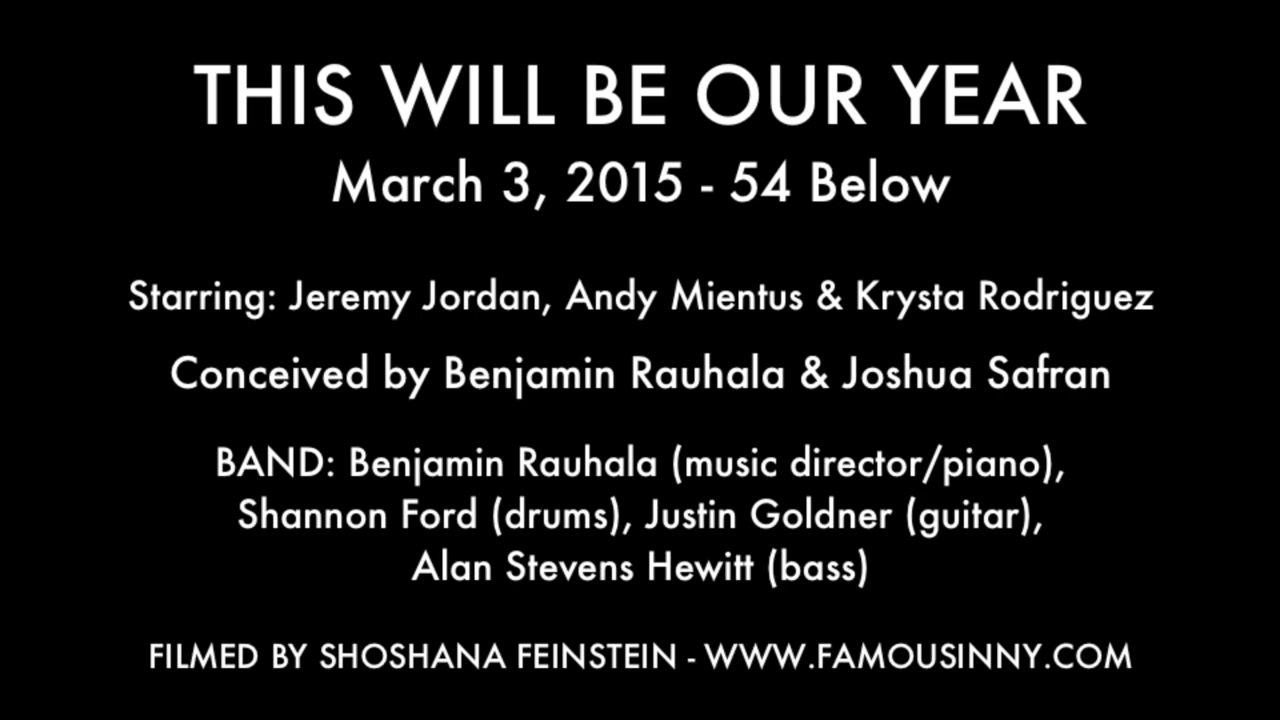 THIS WILL BE OUR YEAR
March 3, 2015 - 54 Below
Starring: Jeremy Jordan, Andy Mientus & Krysta Rodriguez
Conceived by Benjamin Rauhala & Joshua Safran
BAND: Benjamin Rauhala (music director/piano),
Shannon Ford (drums), Justin Goldner (guitar),
Alan Stevens Hewitt (bass)
FILMED BY SHOSHANA FEINSTEIN - WWW.FAMOUSINNY.COM